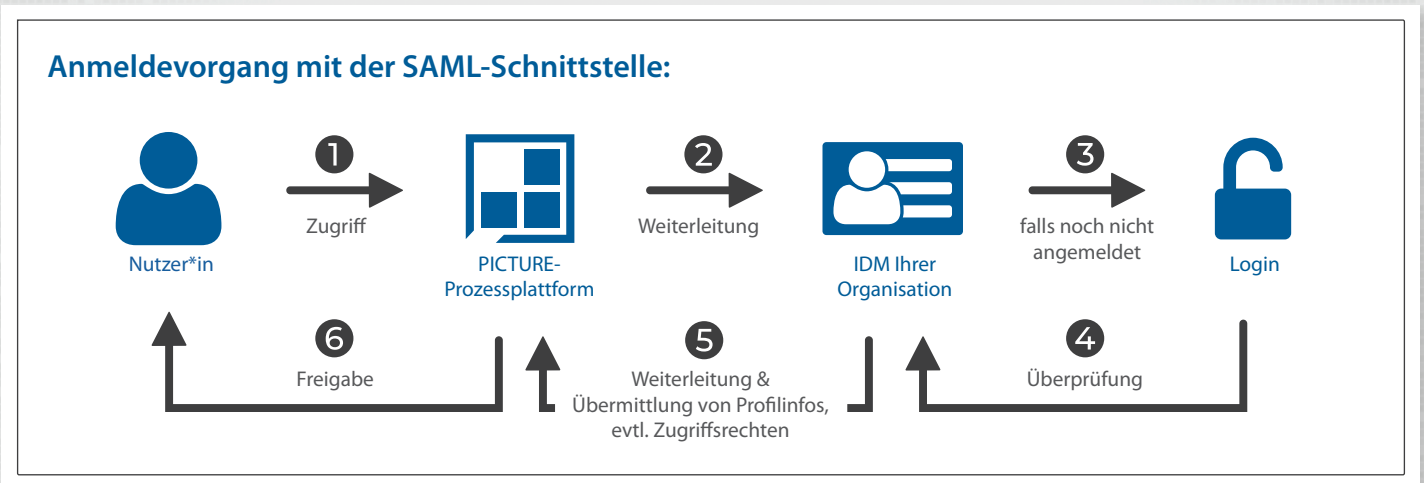 Anmeldevorgang mit der SAML-Schnittstelle:
1
Zugriff
2
Weiterleitung
3
falls noch nicht
angemeldet
Nutzer*in
PICTURE-
Prozessplattform
IDM Ihrer
Organisation
Login
6
Freigabe
5
Weiterleitung &
Übermittlung von Profilinfos,
evtl. Zugriffsrechten
4
Überprüfung